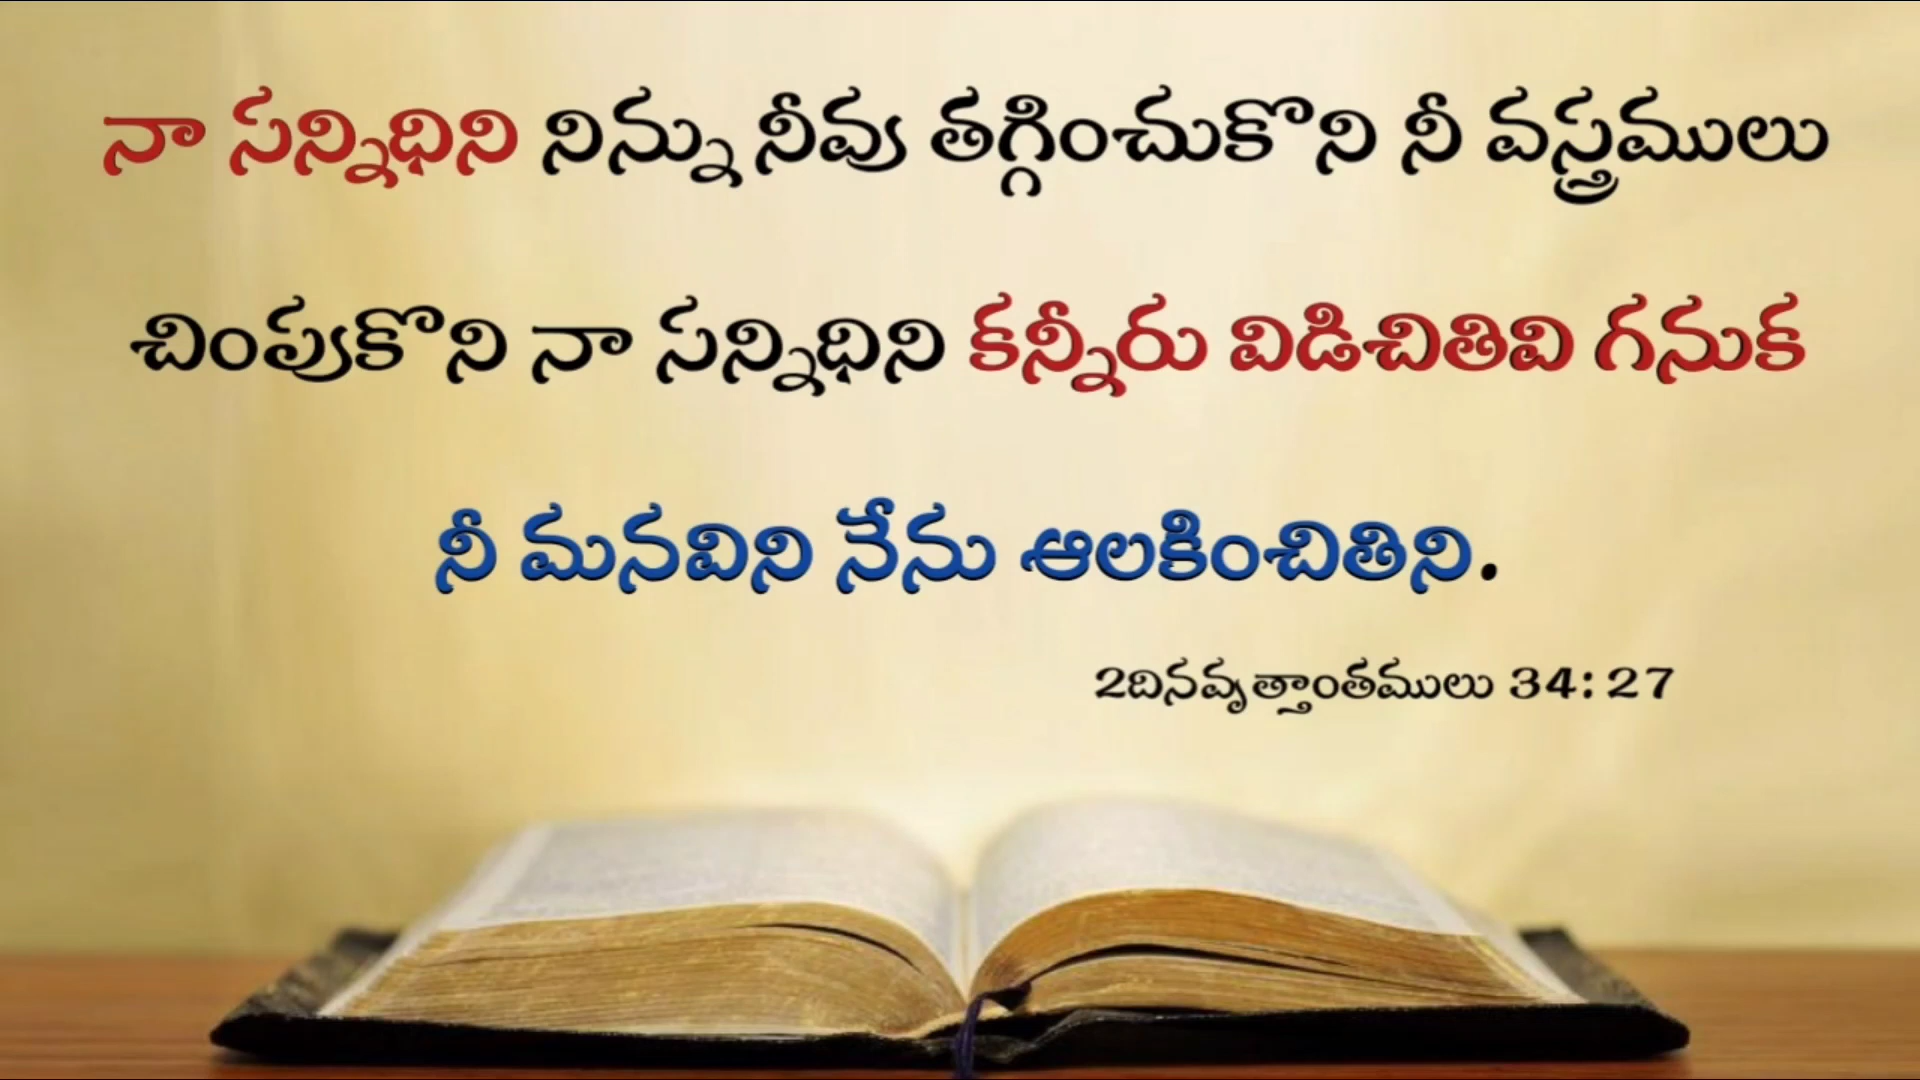 నా సన్నిధిని నిన్ను నీవు తగ్గించుకొని నీ వస్త్రములు
చింపుకొని నా సన్నిధిని కన్నీరు విడిచితివి గనుక
నీ మనవిని నేను ఆలకించితిని.
2దినవృత్తాంతములు 34: 27